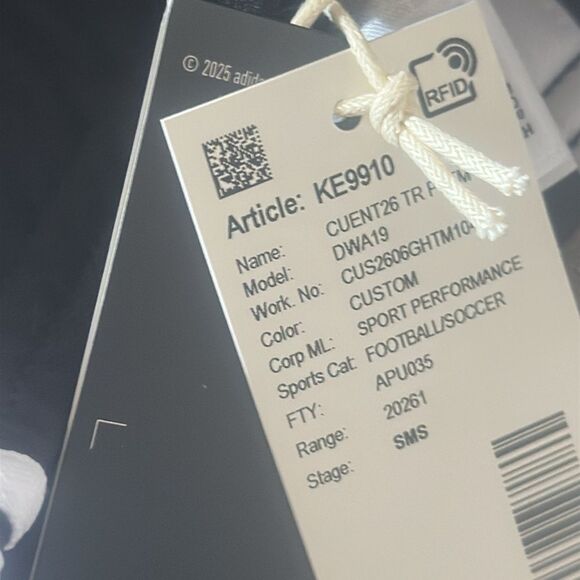 © 2025
RFID
Article: KE9910
Name: CUENT26 TR
Model: DWA19
Work. No: CUS2606GHTM10
Color: CUSTOM
Corp ML: SPORT PERFORMANCE
Sports Cat: FOOTBALL/SOCCER
FTY: APU035
Range: 20261
Stage: SMS